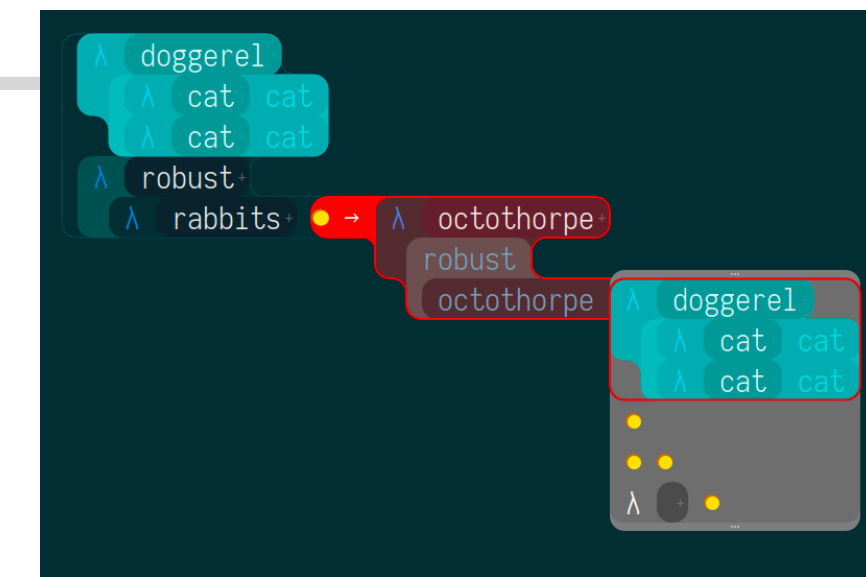 λ doggerel
λ cat cat
λ cat cat
λ robust+
λ rabbits+ → λ octothorpe+
robust
octothorpe
…
λ doggerel
λ cat cat
λ cat cat
λ +
…